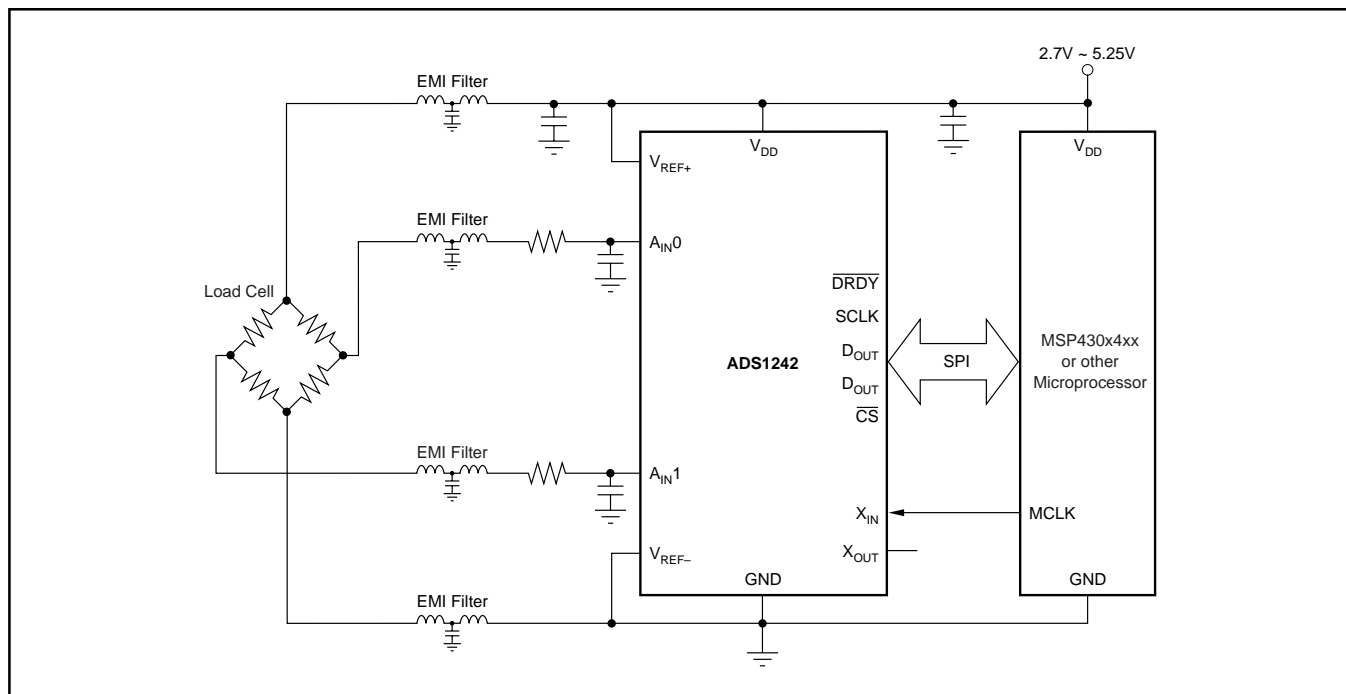 2.7V ~ 5.25V
EMI Filter
VDD
VDD
VREF+
EMI Filter
AIN0
DRDY
Load Cell
SCLK
MSP430x4xx
or other
Microprocessor
DOUT
ADS1242
SPI
DOUT
CS
EMI Filter
AIN1
XIN
MCLK
XOUT
VREF–
GND
GND
EMI Filter